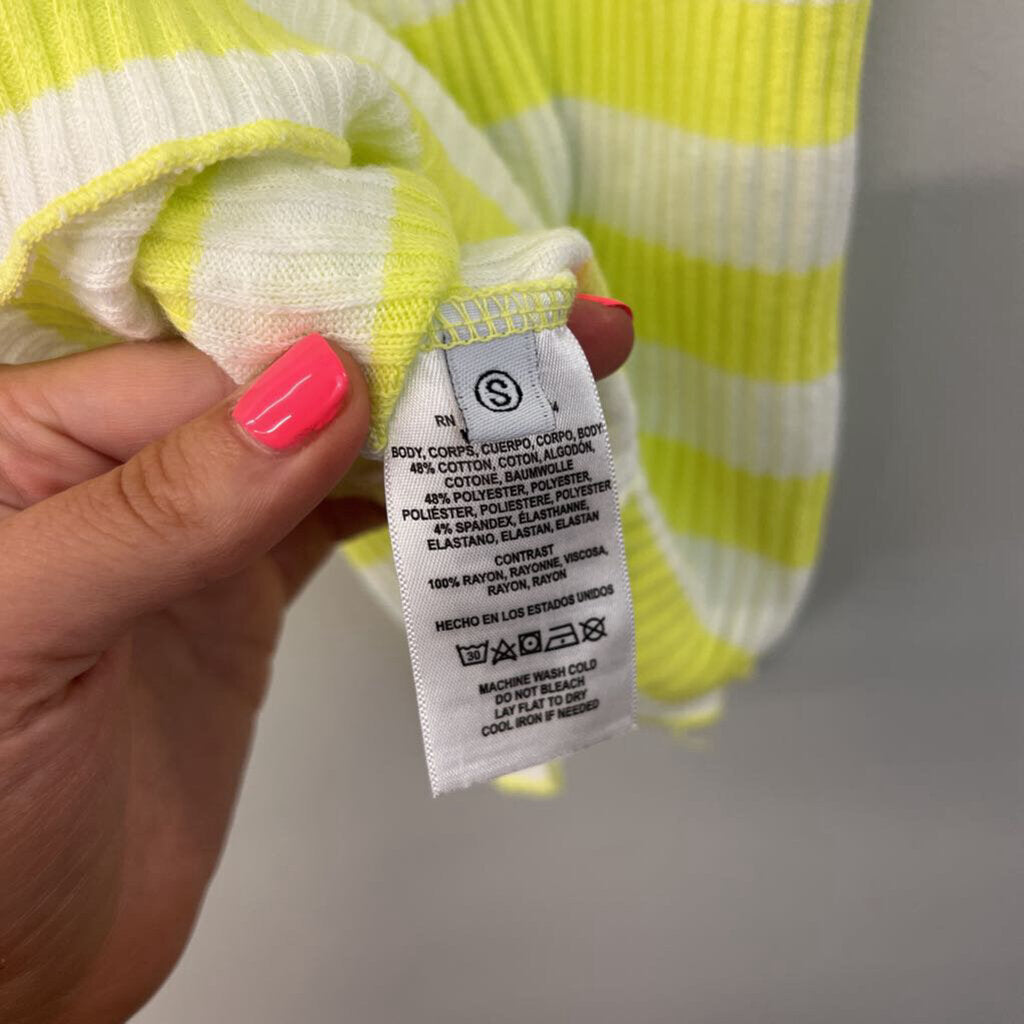 S
RN 4
BODY, CORPS, CUERPO, CORPO, BODY
48% COTTON, COTON, ALGODÓN,
COTONE, BAUMWOLLE
48% POLYESTER, POLYESTER,
POLIÉSTER, POLIESTERE, POLYESTER
4% SPANDEX, ÉLASTHANNE,
ELASTANO, ELASTAN, ELASTAN
CONTRAST
100% RAYON, RAYONNE, VISCOSA,
RAYON, RAYON
HECHO EN LOS ESTADOS UNIDOS
30
MACHINE WASH COLD
DO NOT BLEACH
LAY FLAT TO DRY
COOL IRON IF NEEDED